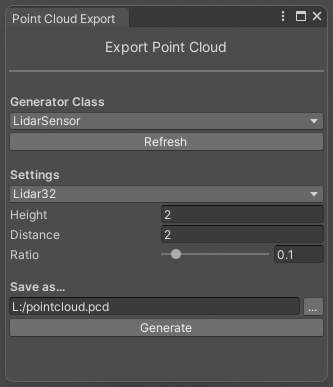 Point Cloud Export
Export Point Cloud
Generator Class
LidarSensor
Refresh
Settings
Lidar32
Height 2
Distance 2
Ratio 0.1
Save as...
L:/pointcloud.pcd ...
Generate